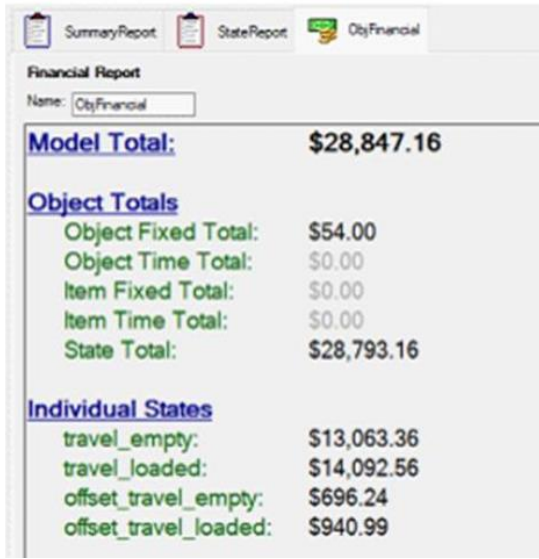 SummaryReport StateReport ObjFinancial
Financial Report
Name: ObjFinancial
Model Total: $28,847.16
Object Totals
Object Fixed Total: $54.00
Object Time Total: $0.00
Item Fixed Total: $0.00
Item Time Total: $0.00
State Total: $28,793.16
Individual States
travel_empty: $13,063.36
travel_loaded: $14,092.56
offset_travel_empty: $696.24
offset_travel_loaded: $940.99